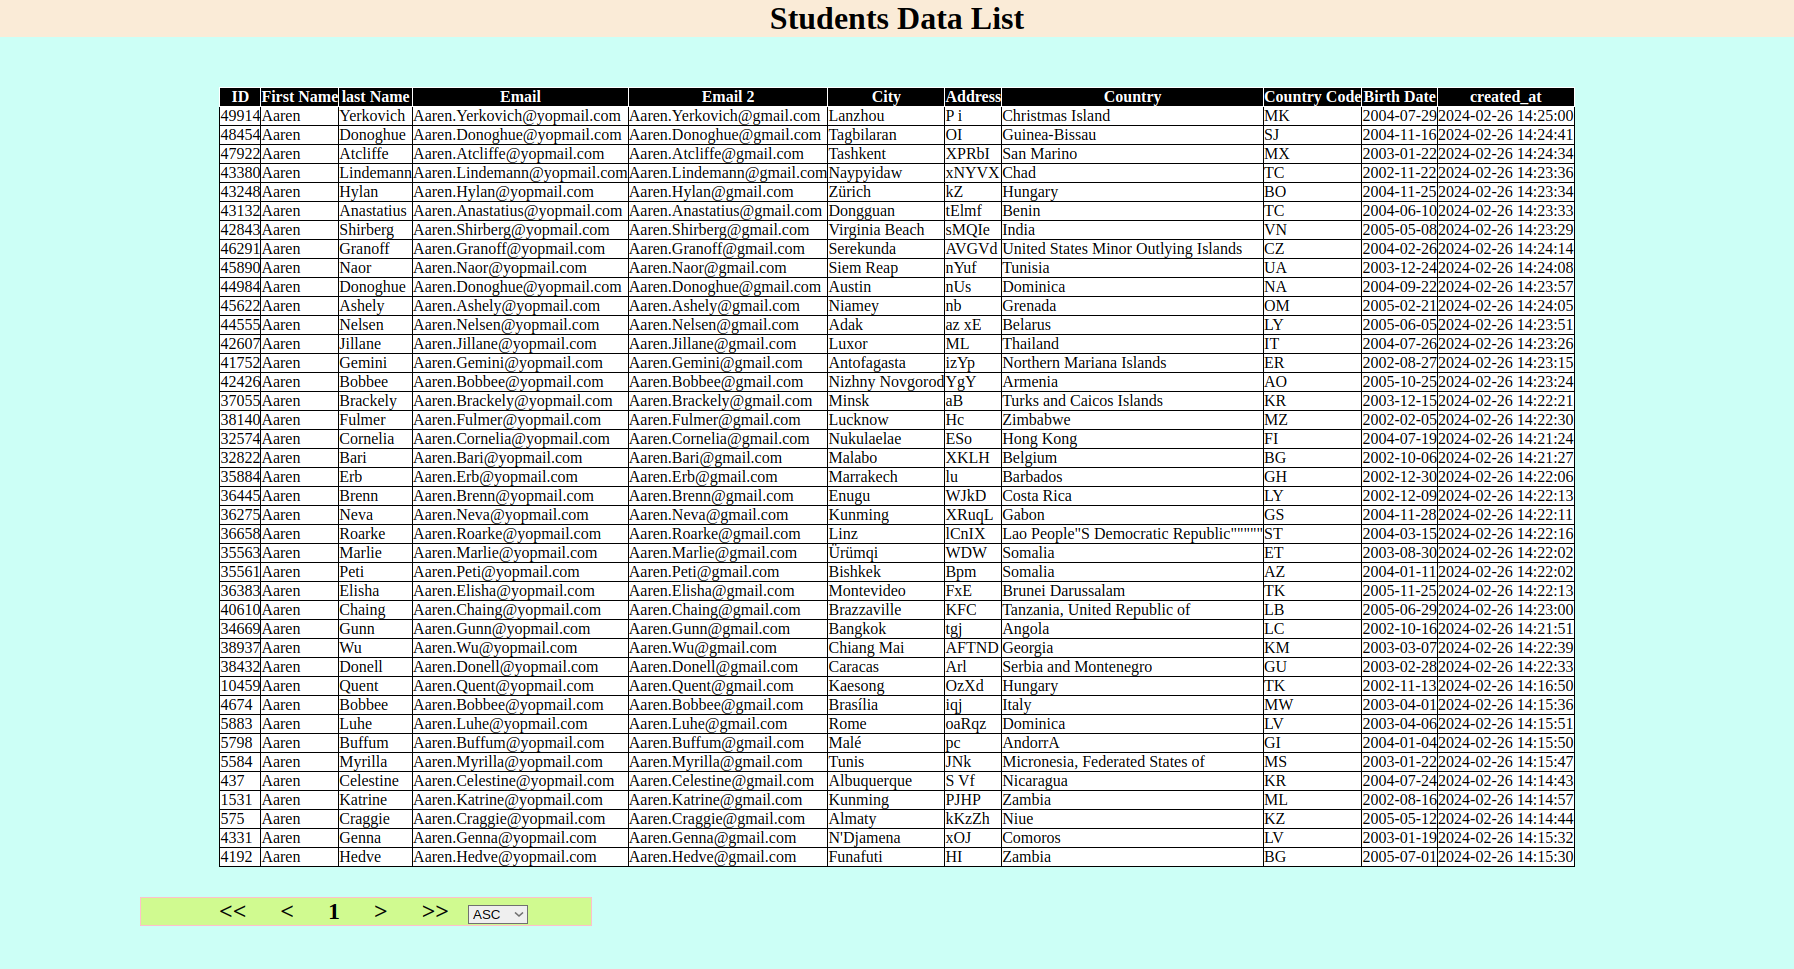 Students Data List
ID First Name last Name Email Email 2 City Address Country Country Code Birth Date created_at
49914 Aaren Yerkovich Aaren.Yerkovich@yopmail.com Aaren.Yerkovich@gmail.com Lanzhou P i Christmas Island MK 2004-07-29 2024-02-26 14:25:00
48454 Aaren Donoghue Aaren.Donoghue@yopmail.com Aaren.Donoghue@gmail.com Tagbilaran OI Guinea-Bissau SJ 2004-11-16 2024-02-26 14:24:41
47922 Aaren Atcliffe Aaren.Atcliffe@yopmail.com Aaren.Atcliffe@gmail.com Tashkent XPRbI San Marino MX 2003-01-22 2024-02-26 14:24:34
43380 Aaren Lindemann Aaren.Lindemann@yopmail.com Aaren.Lindemann@gmail.com Naypyidaw xNYVX Chad TC 2002-11-22 2024-02-26 14:23:36
43248 Aaren Hylan Aaren.Hylan@yopmail.com Aaren.Hylan@gmail.com Zürich kZ Hungary BO 2004-11-25 2024-02-26 14:23:34
43132 Aaren Anastatius Aaren.Anastatius@yopmail.com Aaren.Anastatius@gmail.com Dongguan tElmf Benin TC 2004-06-10 2024-02-26 14:23:33
42843 Aaren Shirberg Aaren.Shirberg@yopmail.com Aaren.Shirberg@gmail.com Virginia Beach sMQIe India VN 2005-05-08 2024-02-26 14:23:29
46291 Aaren Granoff Aaren.Granoff@yopmail.com Aaren.Granoff@gmail.com Serekunda AVGVd United States Minor Outlying Islands CZ 2004-02-26 2024-02-26 14:24:14
45890 Aaren Naor Aaren.Naor@yopmail.com Aaren.Naor@gmail.com Siem Reap nYuf Tunisia UA 2003-12-24 2024-02-26 14:24:08
44984 Aaren Donoghue Aaren.Donoghue@yopmail.com Aaren.Donoghue@gmail.com Austin nUs Dominica NA 2004-09-22 2024-02-26 14:23:57
45622 Aaren Ashely Aaren.Ashely@yopmail.com Aaren.Ashely@gmail.com Niamey nb Grenada OM 2005-02-21 2024-02-26 14:24:05
44555 Aaren Nelsen Aaren.Nelsen@yopmail.com Aaren.Nelsen@gmail.com Adak az xE Belarus LY 2005-06-05 2024-02-26 14:23:51
42607 Aaren Jillane Aaren.Jillane@yopmail.com Aaren.Jillane@gmail.com Luxor ML Thailand IT 2004-07-26 2024-02-26 14:23:26
41752 Aaren Gemini Aaren.Gemini@yopmail.com Aaren.Gemini@gmail.com Antofagasta izYp Northern Mariana Islands ER 2002-08-27 2024-02-26 14:23:15
42426 Aaren Bobbee Aaren.Bobbee@yopmail.com Aaren.Bobbee@gmail.com Nizhny Novgorod YgY Armenia AO 2005-10-25 2024-02-26 14:23:24
37055 Aaren Brackely Aaren.Brackely@yopmail.com Aaren.Brackely@gmail.com Minsk aB Turks and Caicos Islands KR 2003-12-15 2024-02-26 14:22:21
38140 Aaren Fulmer Aaren.Fulmer@yopmail.com Aaren.Fulmer@gmail.com Lucknow Hc Zimbabwe MZ 2002-02-05 2024-02-26 14:22:30
32574 Aaren Cornelia Aaren.Cornelia@yopmail.com Aaren.Cornelia@gmail.com Nukulaelae ESo Hong Kong FI 2004-07-19 2024-02-26 14:21:24
32822 Aaren Bari Aaren.Bari@yopmail.com Aaren.Bari@gmail.com Malabo XKLH Belgium BG 2002-10-06 2024-02-26 14:21:27
35884 Aaren Erb Aaren.Erb@yopmail.com Aaren.Erb@gmail.com Marrakech lu Barbados GH 2002-12-30 2024-02-26 14:22:06
36445 Aaren Brenn Aaren.Brenn@yopmail.com Aaren.Brenn@gmail.com Enugu WJkD Costa Rica LY 2002-12-09 2024-02-26 14:22:13
36275 Aaren Neva Aaren.Neva@yopmail.com Aaren.Neva@gmail.com Kunming XRuqL Gabon GS 2004-11-28 2024-02-26 14:22:11
36658 Aaren Roarke Aaren.Roarke@yopmail.com Aaren.Roarke@gmail.com Linz lCnIX Lao People"S Democratic Republic""""" ST 2004-03-15 2024-02-26 14:22:16
35563 Aaren Marlie Aaren.Marlie@yopmail.com Aaren.Marlie@gmail.com Ürümqi WDW Somalia ET 2003-08-30 2024-02-26 14:22:02
35561 Aaren Peti Aaren.Peti@yopmail.com Aaren.Peti@gmail.com Bishkek Bpm Somalia AZ 2004-01-11 2024-02-26 14:22:02
36383 Aaren Elisha Aaren.Elisha@yopmail.com Aaren.Elisha@gmail.com Montevideo FxE Brunei Darussalam TK 2005-11-25 2024-02-26 14:22:13
40610 Aaren Chaing Aaren.Chaing@yopmail.com Aaren.Chaing@gmail.com Brazzaville KFC Tanzania, United Republic of LB 2005-06-29 2024-02-26 14:23:00
34669 Aaren Gunn Aaren.Gunn@yopmail.com Aaren.Gunn@gmail.com Bangkok tgj Angola LC 2002-10-16 2024-02-26 14:21:51
38937 Aaren Wu Aaren.Wu@yopmail.com Aaren.Wu@gmail.com Chiang Mai AFTND Georgia KM 2003-03-07 2024-02-26 14:22:39
38432 Aaren Donell Aaren.Donell@yopmail.com Aaren.Donell@gmail.com Caracas Arl Serbia and Montenegro GU 2003-02-28 2024-02-26 14:22:33
10459 Aaren Quent Aaren.Quent@yopmail.com Aaren.Quent@gmail.com Kaesong OzXd Hungary TK 2002-11-13 2024-02-26 14:16:50
4674 Aaren Bobbee Aaren.Bobbee@yopmail.com Aaren.Bobbee@gmail.com Brasília iqj Italy MW 2003-04-01 2024-02-26 14:15:36
5883 Aaren Luhe Aaren.Luhe@yopmail.com Aaren.Luhe@gmail.com Rome oaRqz Dominica LV 2003-04-06 2024-02-26 14:15:51
5798 Aaren Buffum Aaren.Buffum@yopmail.com Aaren.Buffum@gmail.com Malé pc AndorrA GI 2004-01-04 2024-02-26 14:15:50
5584 Aaren Myrilla Aaren.Myrilla@yopmail.com Aaren.Myrilla@gmail.com Tunis JNk Micronesia, Federated States of MS 2003-01-22 2024-02-26 14:15:47
437 Aaren Celestine Aaren.Celestine@yopmail.com Aaren.Celestine@gmail.com Albuquerque S Vf Nicaragua KR 2004-07-24 2024-02-26 14:14:43
1531 Aaren Katrine Aaren.Katrine@yopmail.com Aaren.Katrine@gmail.com Kunming PJHP Zambia ML 2002-08-16 2024-02-26 14:14:57
575 Aaren Craggie Aaren.Craggie@yopmail.com Aaren.Craggie@gmail.com Almaty kKzZh Niue KZ 2005-05-12 2024-02-26 14:14:44
4331 Aaren Genna Aaren.Genna@yopmail.com Aaren.Genna@gmail.com N'Djamena xOJ Comoros LV 2003-01-19 2024-02-26 14:15:32
4192 Aaren Hedve Aaren.Hedve@yopmail.com Aaren.Hedve@gmail.com Funafuti HI Zambia BG 2005-07-01 2024-02-26 14:15:30
<< < 1 > >> ASC